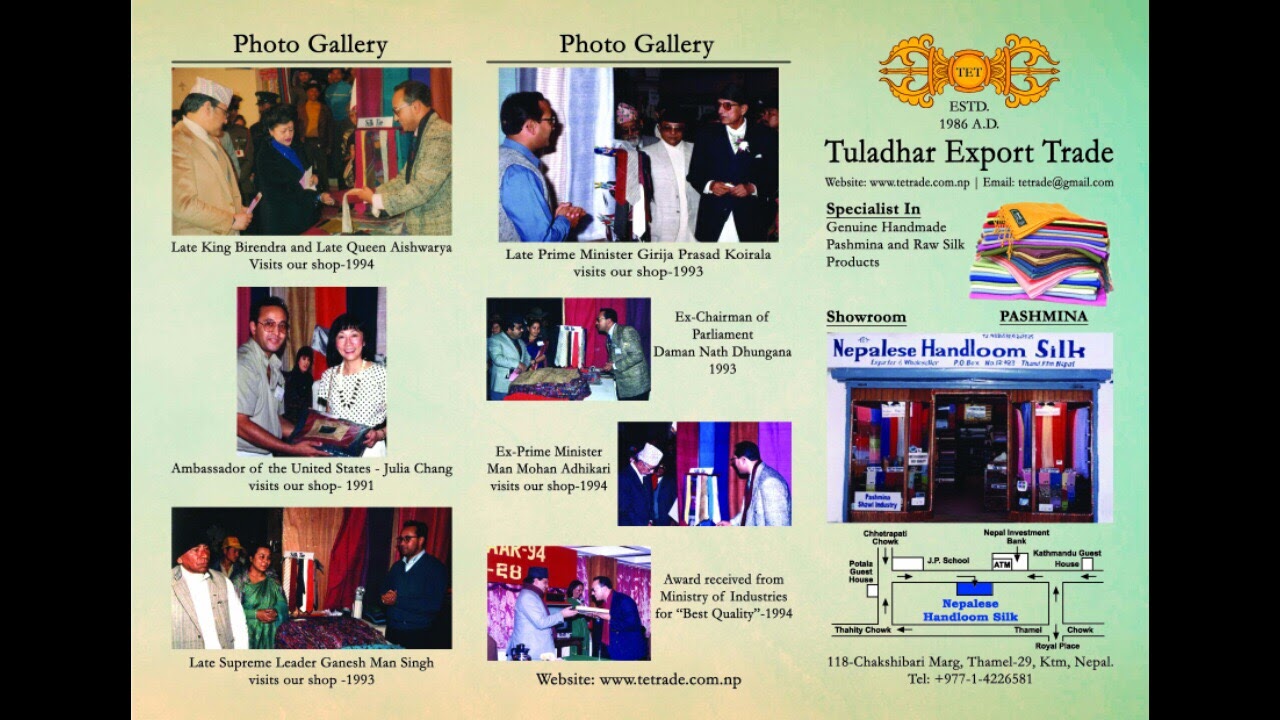 Photo Gallery
Late King Birendra and Late Queen Aishwarya
Visits our shop-1994
Ambassador of the United States - Julia Chang
visits our shop- 1991
Late Supreme Leader Ganesh Man Singh
visits our shop -1993
Photo Gallery
Late Prime Minister Girija Prasad Koirala
visits our shop-1993
Ex-Chairman of
Parliament
Daman Nath Dhungana
1993
Ex-Prime Minister
Man Mohan Adhikari
visits our shop-1994
AR-94
Award received from
Ministry of Industries
for “Best Quality”-1994
Website: www.tetrade.com.np
TET
ESTD.
1986 A.D.
Tuladhar Export Trade
Website: www.tetrade.com.np | Email: tetrade@gmail.com
Specialist In
Genuine Handmade
Pashmina and Raw Silk
Products
Showroom
PASHMINA
Nepalese Handloom Silk
Exporter & Wholeseller P.O Box Nepal
Pashmina
Shawl Industry
Chhetrapati
Chowk
Nepal Investment
Bank
Potala
Guest
House
J.P. School
ATM
Kathmandu Guest
House
Nepalese
Handloom Silk
Thahity Chowk
Thamel
Chowk
Royal Place
118-Chakshibari Marg, Thamel-29, Ktm, Nepal.
Tel: +977-1-4226581